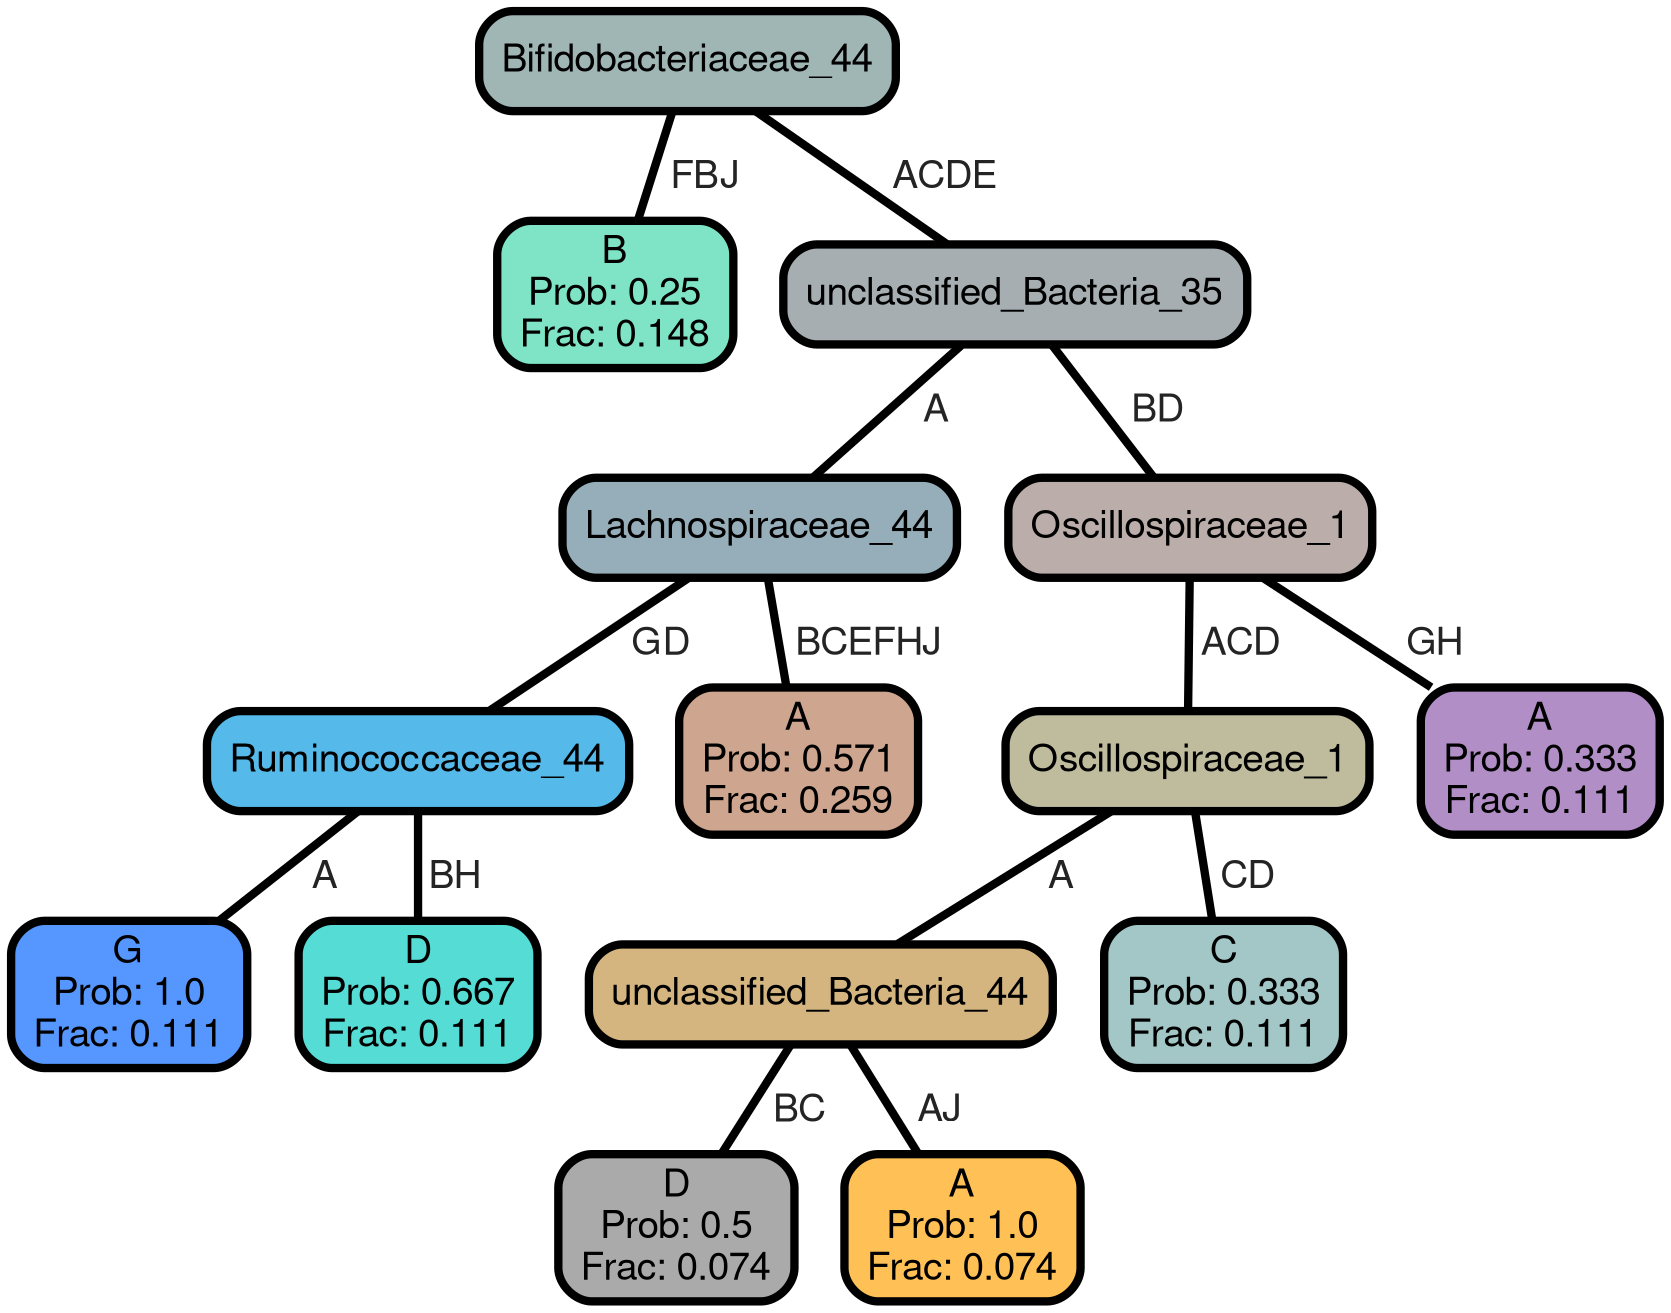 Bifidobacteriaceae_44
FBJ
ACDE
B
Prob: 0.25
Frac: 0.148
unclassified_Bacteria_35
A
BD
Lachnospiraceae_44
Oscillospiraceae_1
GD
BCEFHJ
ACD
GH
Ruminococcaceae_44
A
Prob: 0.571
Frac: 0.259
Oscillospiraceae_1
A
Prob: 0.333
Frac: 0.111
A
BH
A
CD
G
Prob: 1.0
Frac: 0.111
D
Prob: 0.667
Frac: 0.111
unclassified_Bacteria_44
C
Prob: 0.333
Frac: 0.111
BC
AJ
D
Prob: 0.5
Frac: 0.074
A
Prob: 1.0
Frac: 0.074